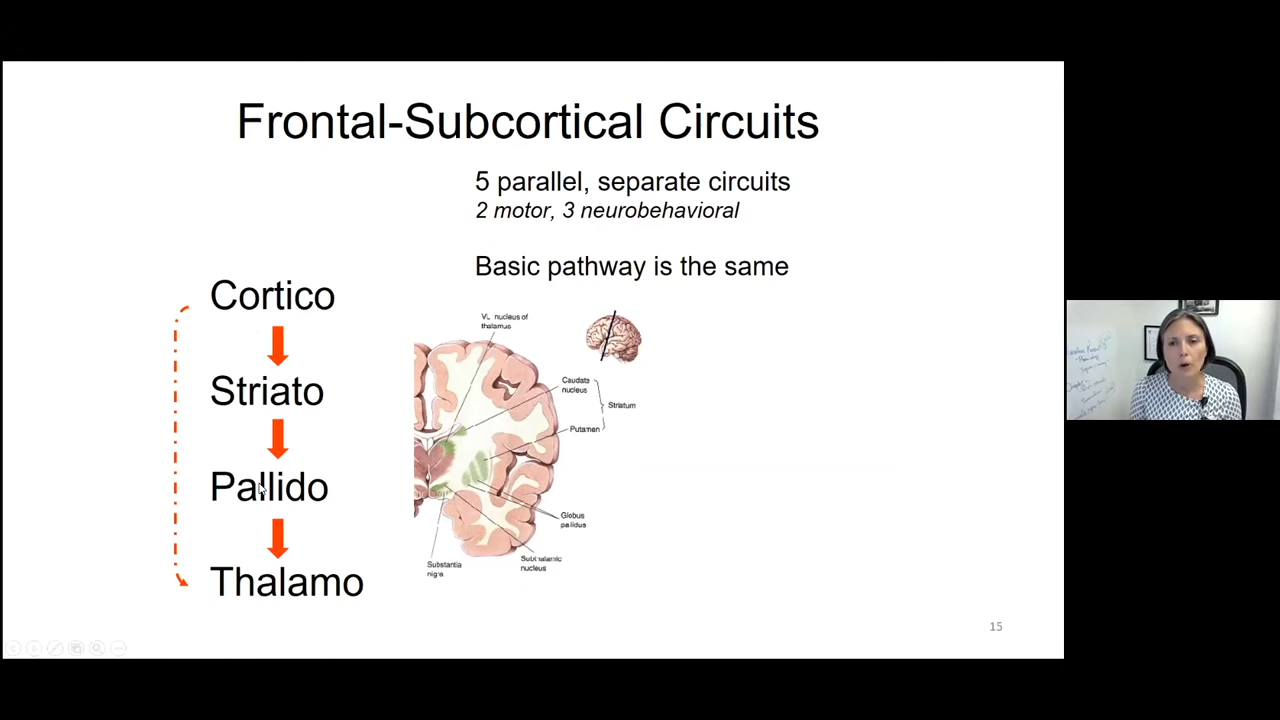 Frontal-Subcortical Circuits
5 parallel, separate circuits
2 motor, 3 neurobehavioral
Basic pathway is the same
Cortico
Striato
Pallido
Thalamo
VL nucleus of
thalamus
Caudate
nucleus
Striatum
Putamen
Globus
pallidus
Subthalamic
nucleus
Substantia
nigra
15